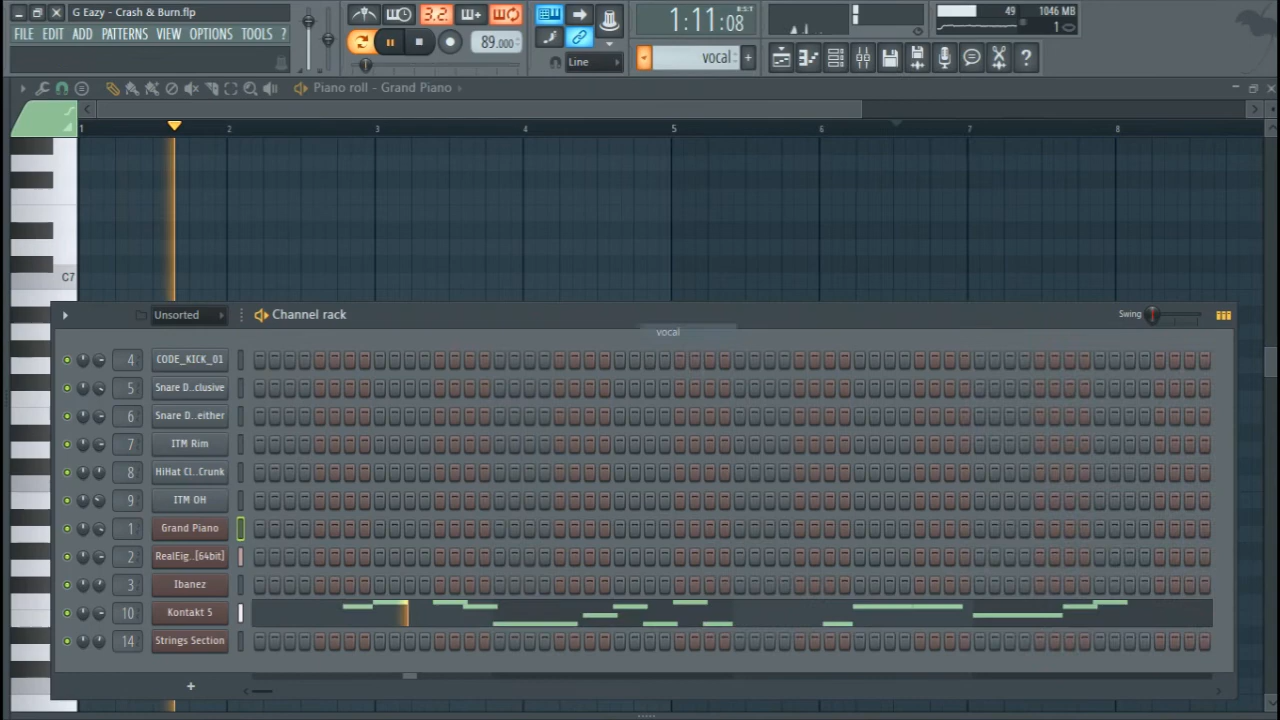 G Eazy - Crash & Burn.flp
FILE EDIT ADD PATTERNS VIEW OPTIONS TOOLS ?
3.2.
89.000
1:11:08
B:S:T
49
1046 MB
1
Line
vocal
Piano roll - Grand Piano
1 2 3 4 5 6 7 8
C7
Unsorted
Channel rack
Swing
vocal
4 CODE_KICK_01
5 Snare D..clusive
6 Snare D..either
7 ITM Rim
8 HiHat Cl..Crunk
9 ITM OH
1 Grand Piano
2 RealEig..[64bit]
3 Ibanez
10 Kontakt 5
14 Strings Section
+